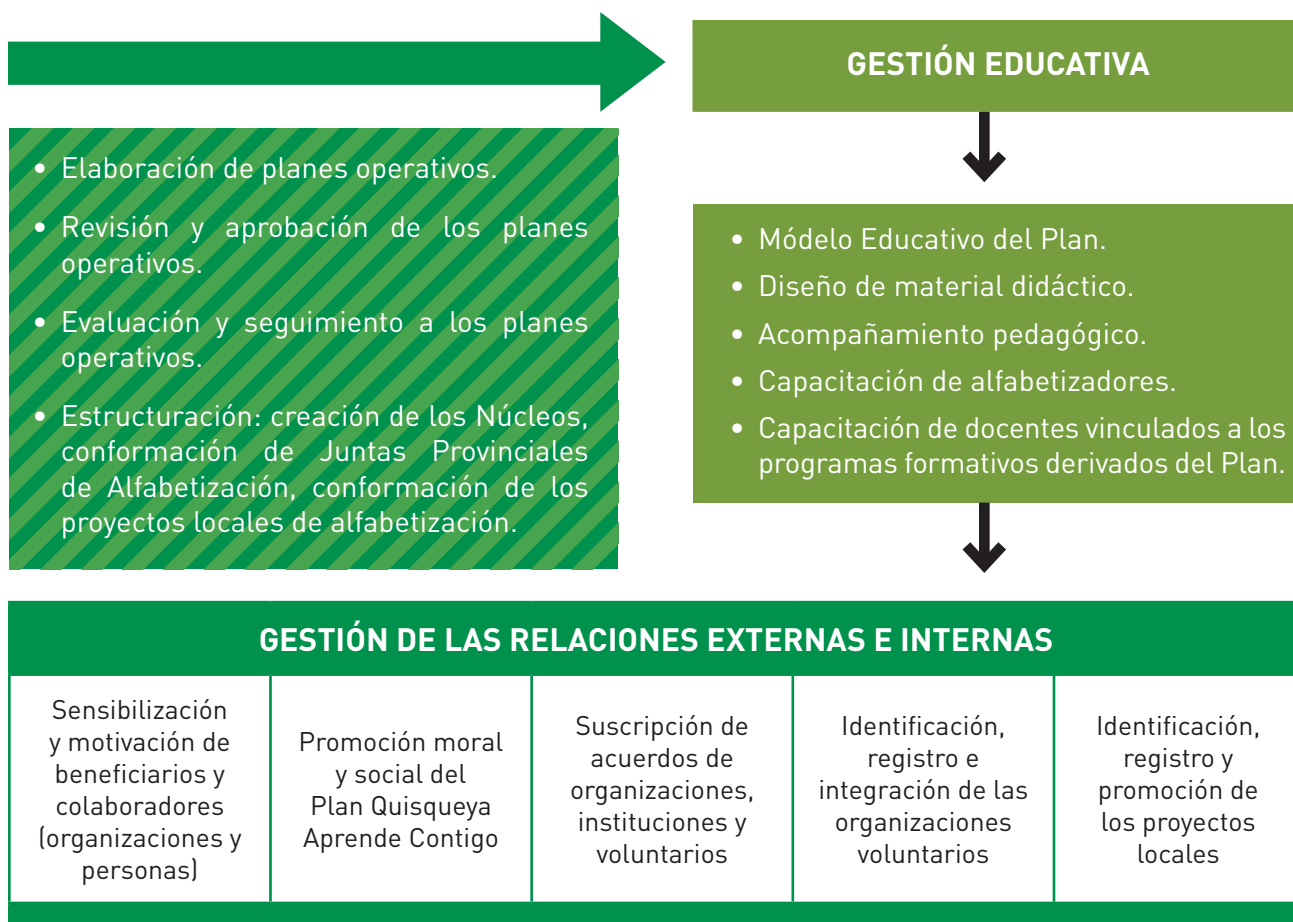 GESTIÓN EDUCATIVA
• Elaboración de planes operativos.
• Revisión y aprobación de los planes
operativos.
• Evaluación y seguimiento a los planes
operativos.
• Estructuración: creación de los Núcleos,
conformación de Juntas Provinciales
de Alfabetización, conformación de los
proyectos locales de alfabetización.
• Módelo Educativo del Plan.
• Diseño de material didáctico.
• Acompañamiento pedagógico.
• Capacitación de alfabetizadores.
• Capacitación de docentes vinculados a los
programas formativos derivados del Plan.
GESTIÓN DE LAS RELACIONES EXTERNAS E INTERNAS
Sensibilización
y motivación de
beneficiarios y
colaboradores
(organizaciones y
personas)
Promoción moral
y social del
Plan Quisqueya
Aprende Contigo
Suscripción de
acuerdos de
organizaciones,
instituciones y
voluntarios
Identificación,
registro e
integración de las
organizaciones
voluntarios
Identificación,
registro y
promoción de
los proyectos
locales